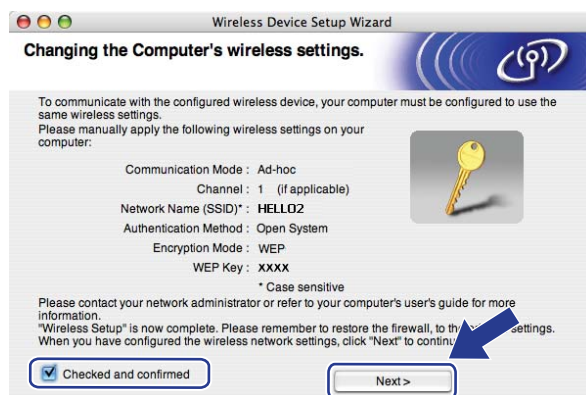 Wireless Device Setup Wizard
Changing the Computer's wireless settings.
To communicate with the configured wireless device, your computer must be configured to use the
same wireless settings.
Please manually apply the following wireless settings on your
computer:
Communication Mode : Ad-hoc
Channel : 1 (if applicable)
Network Name (SSID)* : HELLO2
Authentication Method : Open System
Encryption Mode : WEP
WEP Key : XXXX
* Case sensitive
Please contact your network administrator or refer to your computer's user's guide for more
information.
"Wireless Setup" is now complete. Please remember to restore the firewall, to the settings.
When you have configured the wireless network settings, click "Next" to continue
Checked and confirmed
Next >